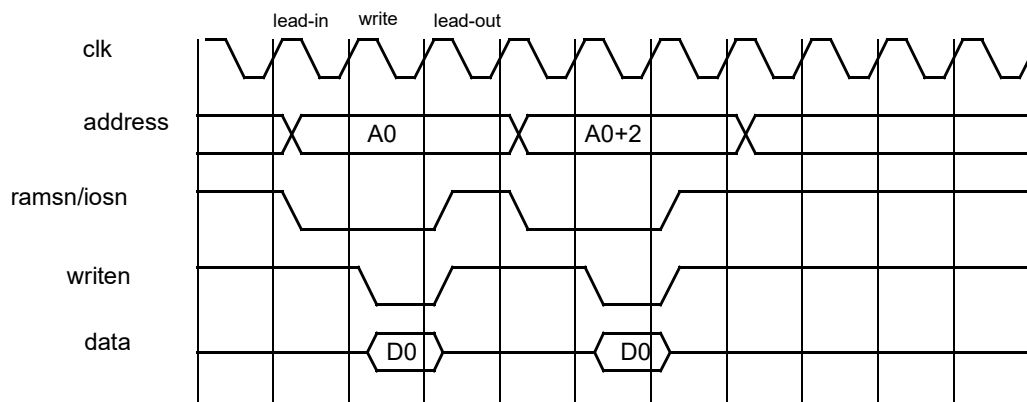 lead-in write lead-out
clk
address A0 A0+2
ramsn/iosn
writen
data D0 D0